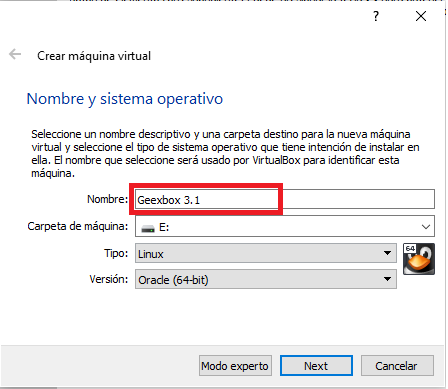 ?
Crear máquina virtual
Nombre y sistema operativo
Seleccione un nombre descriptivo y una carpeta destino para la nueva máquina
virtual y seleccione el tipo de sistema operativo que tiene intención de instalar en
ella. El nombre que seleccione será usado por VirtualBox para identificar esta
máquina.
Nombre: Geexbox 3.1
Carpeta de máquina: E:
Tipo: Linux
64
Versión: Oracle (64-bit)
Modo experto Next Cancelar